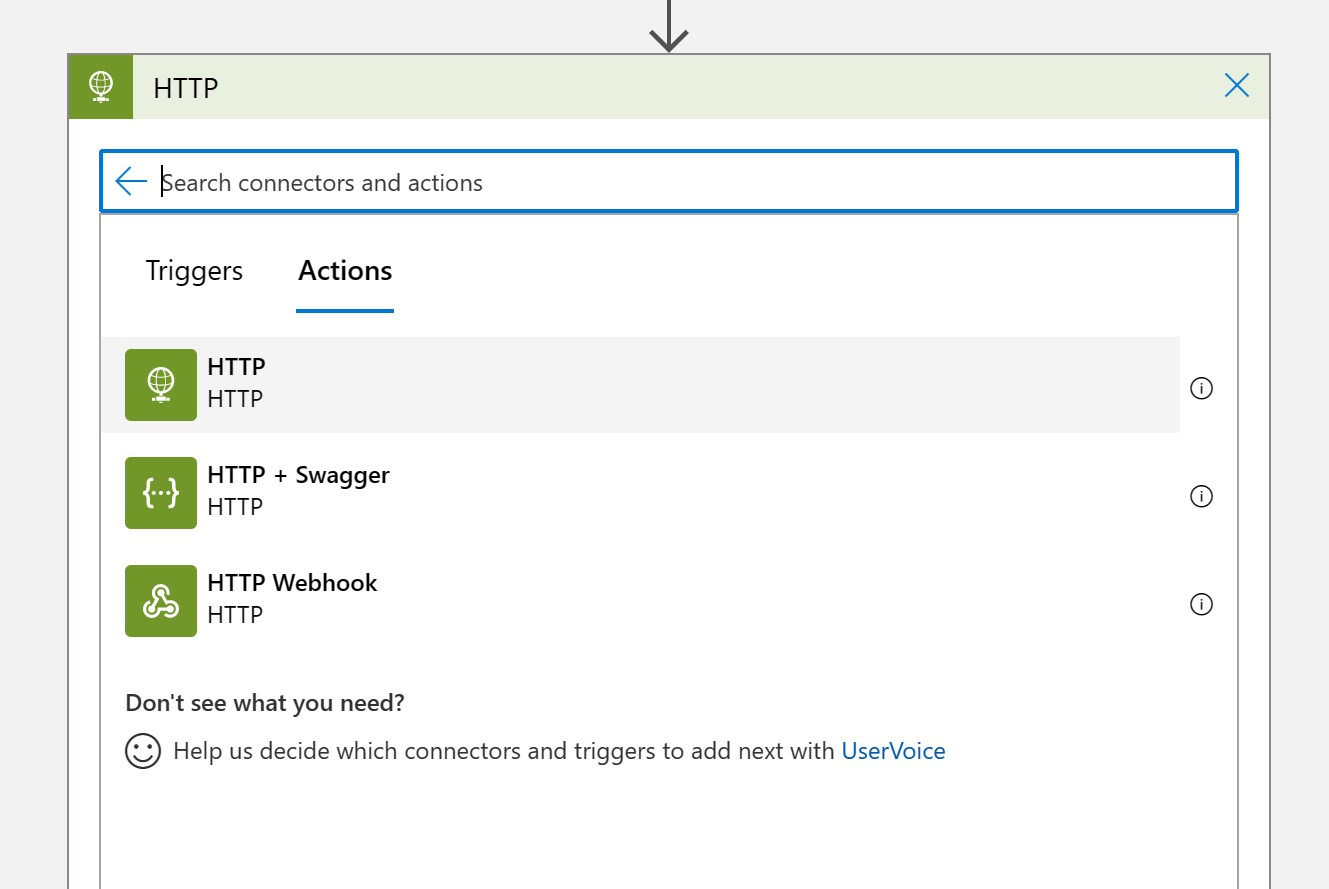 HTTP
Search connectors and actions
Triggers Actions
HTTP
HTTP
HTTP + Swagger
HTTP
HTTP Webhook
HTTP
Don't see what you need?
Help us decide which connectors and triggers to add next with UserVoice